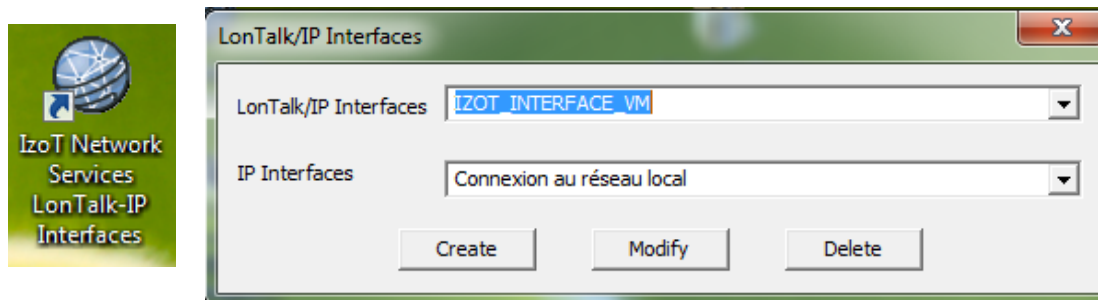 IzoT Network
Services
LonTalk-IP
Interfaces
LonTalk/IP Interfaces
LonTalk/IP Interfaces IZOT_INTERFACE_VM
IP Interfaces Connexion au réseau local
Create Modify Delete